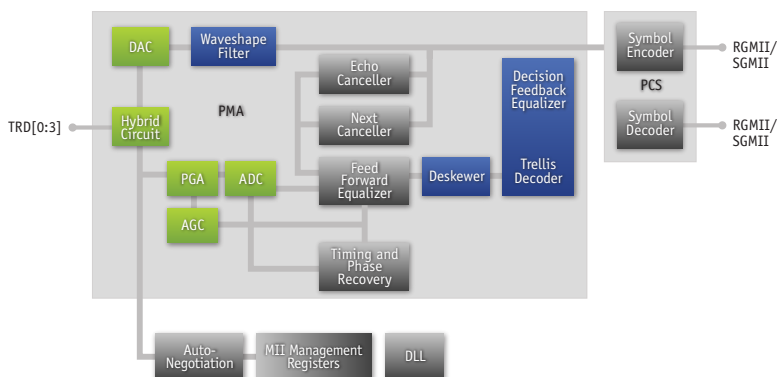 DAC
Waveshape
Filter
Symbol
Encoder
RGMII/
SGMII
Echo
Canceller
Decision
Feedback
Equalizer
PCS
TRD[0:3]
Hybrid
Circuit
PMA
Next
Canceller
Symbol
Decoder
RGMII/
SGMII
PGA
ADC
Feed
Forward
Equalizer
Deskewer
Trellis
Decoder
AGC
Timing and
Phase
Recovery
Auto-
Negotiation
MII Management
Registers
DLL